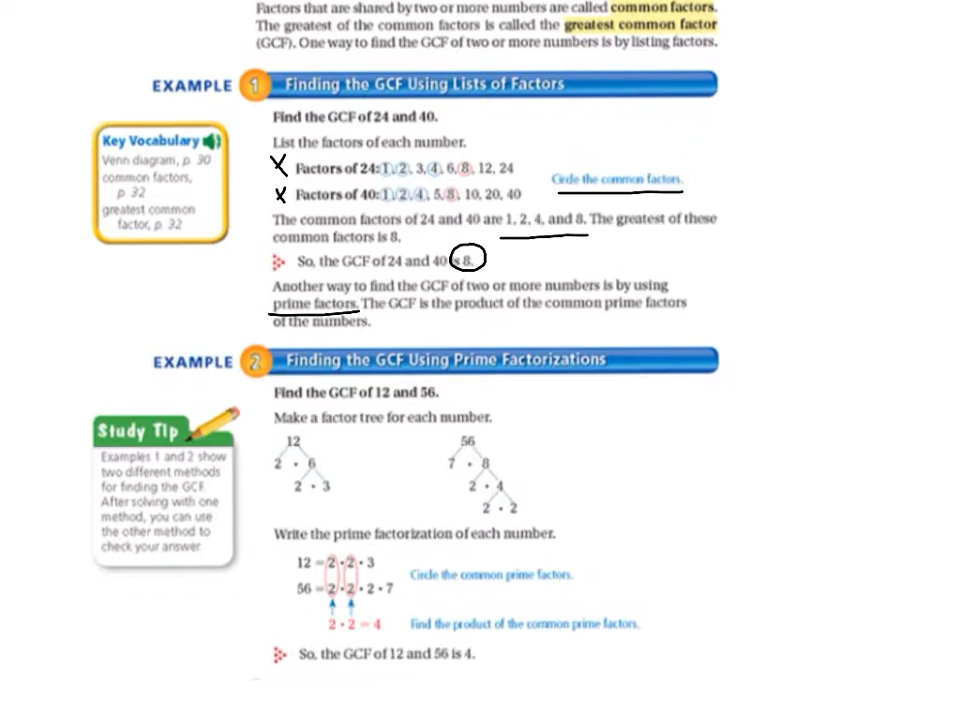 Factors that are shared by two or more numbers are called common factors.
The greatest of the common factors is called the greatest common factor
(GCF). One way to find the GCF of two or more numbers is by listing factors.
EXAMPLE 1 Finding the GCF Using Lists of Factors
Find the GCF of 24 and 40.
List the factors of each number.
Factors of 24: 1, 2, 3, 4, 6, 8, 12, 24
Factors of 40: 1, 2, 4, 5, 8, 10, 20, 40
Circle the common factors.
The common factors of 24 and 40 are 1, 2, 4, and 8. The greatest of these
common factors is 8.
So, the GCF of 24 and 40 is 8.
Another way to find the GCF of two or more numbers is by using
prime factors. The GCF is the product of the common prime factors
of the numbers.
Key Vocabulary
Venn diagram, p. 30
common factors,
p. 32
greatest common
factor, p. 32
EXAMPLE 2 Finding the GCF Using Prime Factorizations
Find the GCF of 12 and 56.
Make a factor tree for each number.
12
2 · 6
2 · 3
56
7 · 8
2 · 4
2 · 2
Study Tip
Examples 1 and 2 show
two different methods
for finding the GCF.
After solving with one
method, you can use
the other method to
check your answer.
Write the prime factorization of each number.
12 = 2 · 2 · 3
56 = 2 · 2 · 2 · 7
Circle the common prime factors.
2 · 2 = 4
Find the product of the common prime factors.
So, the GCF of 12 and 56 is 4.